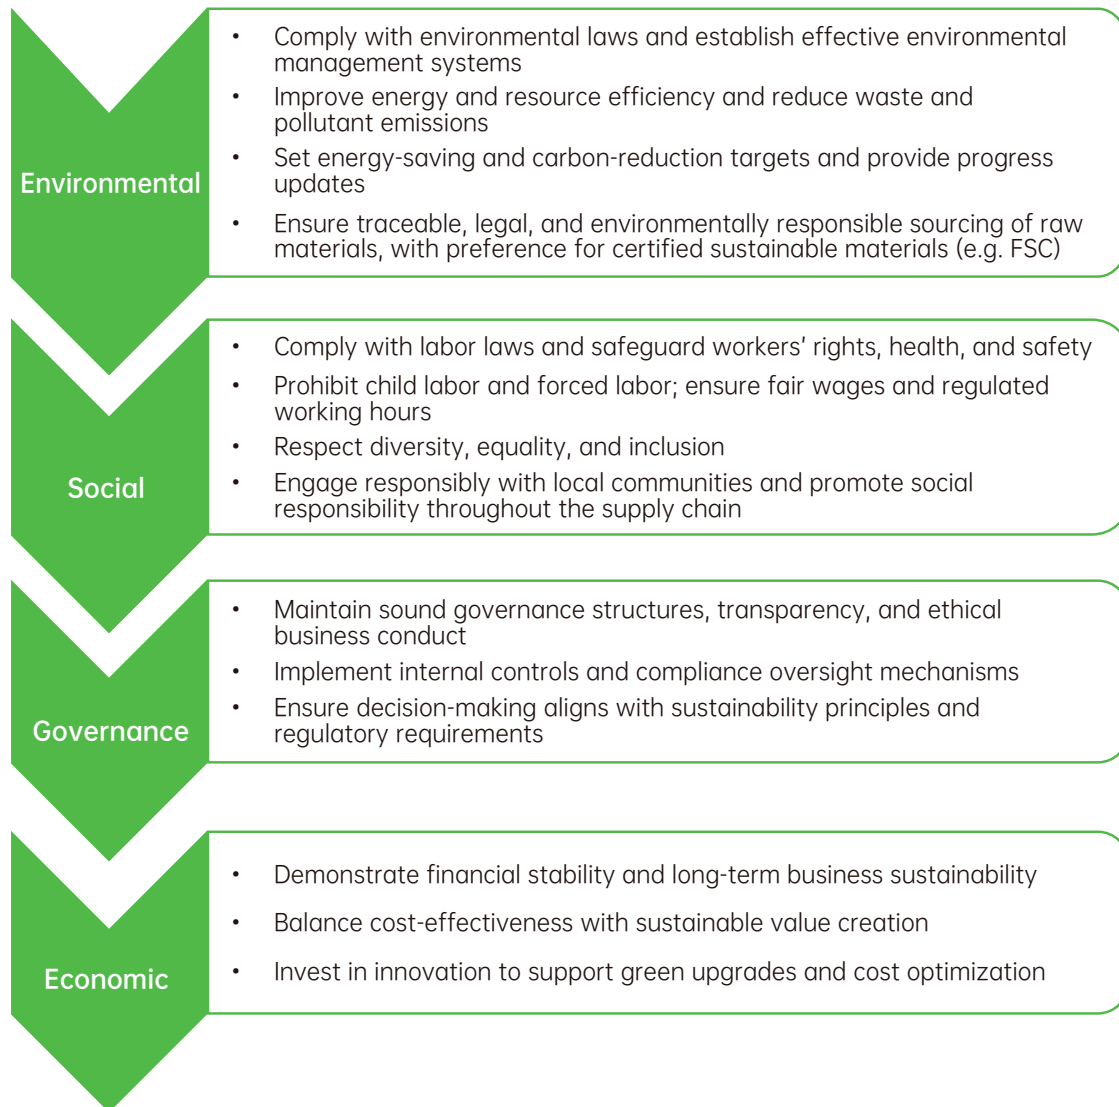 Environmental
• Comply with environmental laws and establish effective environmental
management systems
• Improve energy and resource efficiency and reduce waste and
pollutant emissions
• Set energy-saving and carbon-reduction targets and provide progress
updates
• Ensure traceable, legal, and environmentally responsible sourcing of raw
materials, with preference for certified sustainable materials (e.g. FSC)
Social
• Comply with labor laws and safeguard workers’ rights, health, and safety
• Prohibit child labor and forced labor; ensure fair wages and regulated
working hours
• Respect diversity, equality, and inclusion
• Engage responsibly with local communities and promote social
responsibility throughout the supply chain
Governance
• Maintain sound governance structures, transparency, and ethical
business conduct
• Implement internal controls and compliance oversight mechanisms
• Ensure decision-making aligns with sustainability principles and
regulatory requirements
Economic
• Demonstrate financial stability and long-term business sustainability
• Balance cost-effectiveness with sustainable value creation
• Invest in innovation to support green upgrades and cost optimization